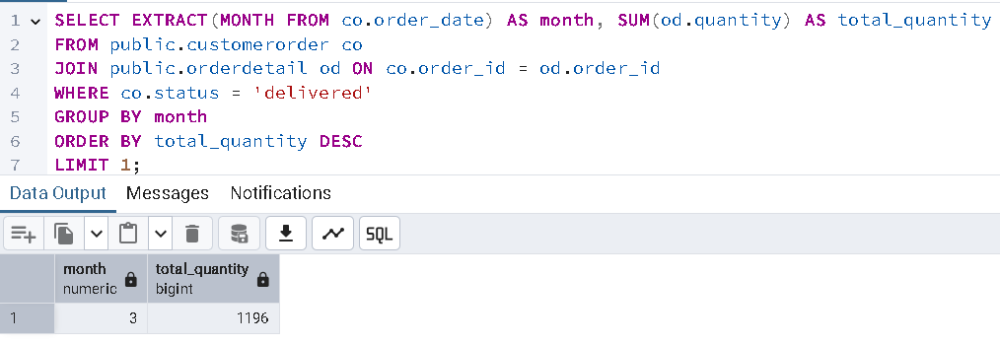 1 SELECT EXTRACT(MONTH FROM co.order_date) AS month, SUM(od.quantity) AS total_quantity
2 FROM public.customerorder co
3 JOIN public.orderdetail od ON co.order_id = od.order_id
4 WHERE co.status = 'delivered'
5 GROUP BY month
6 ORDER BY total_quantity DESC
7 LIMIT 1;
Data Output Messages Notifications
SQL
month total_quantity
numeric bigint
1 3 1196